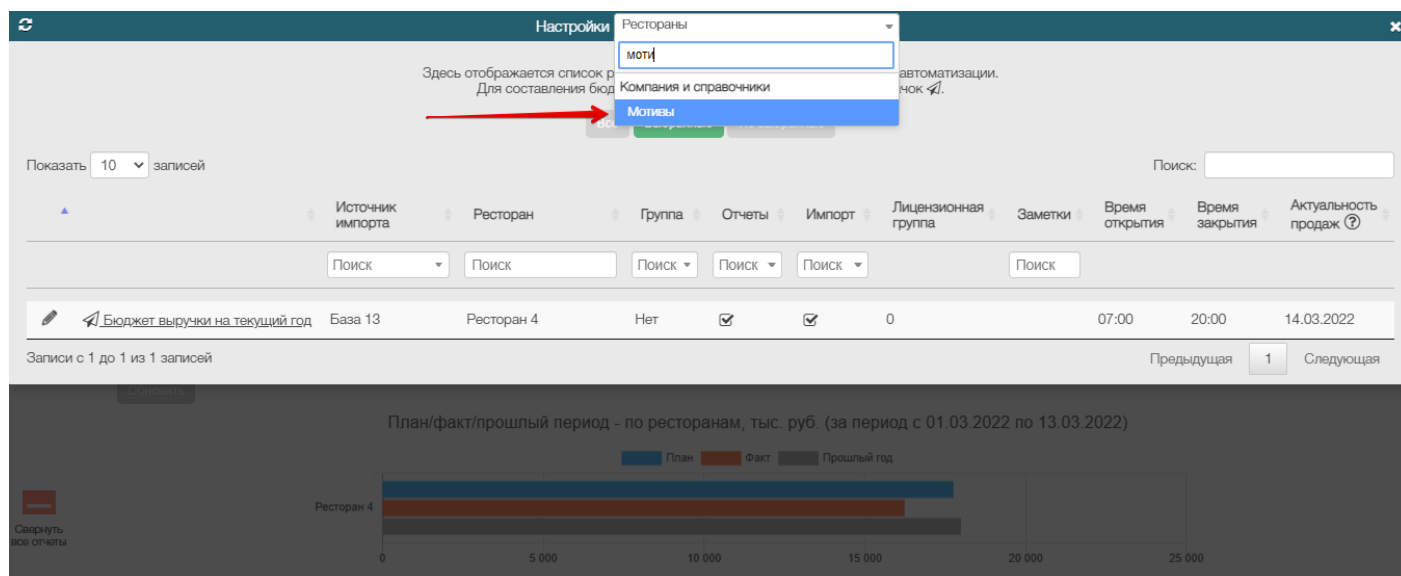 Настройки Рестораны
моти
Здесь отображается список р автоматизации.
Для составления бюд чок
Компания и справочники
Мотивы
Показать 10 записей
Поиск:
Источник импорта Ресторан Группа Отчеты Импорт Лицензионная группа Заметки Время открытия Время закрытия Актуальность продаж ?
Поиск Поиск Поиск Поиск Поиск Поиск
Бюджет выручки на текущий год База 13 Ресторан 4 Нет 0 07:00 20:00 14.03.2022
Записи с 1 до 1 из 1 записей
Предыдущая 1 Следующая
Обновить
План/факт/прошлый период - по ресторанам, тыс. руб. (за период с 01.03.2022 по 13.03.2022)
План Факт Прошлый год
Ресторан 4
Свернуть
все отчеты
0 5 000 10 000 15 000 20 000 25 000